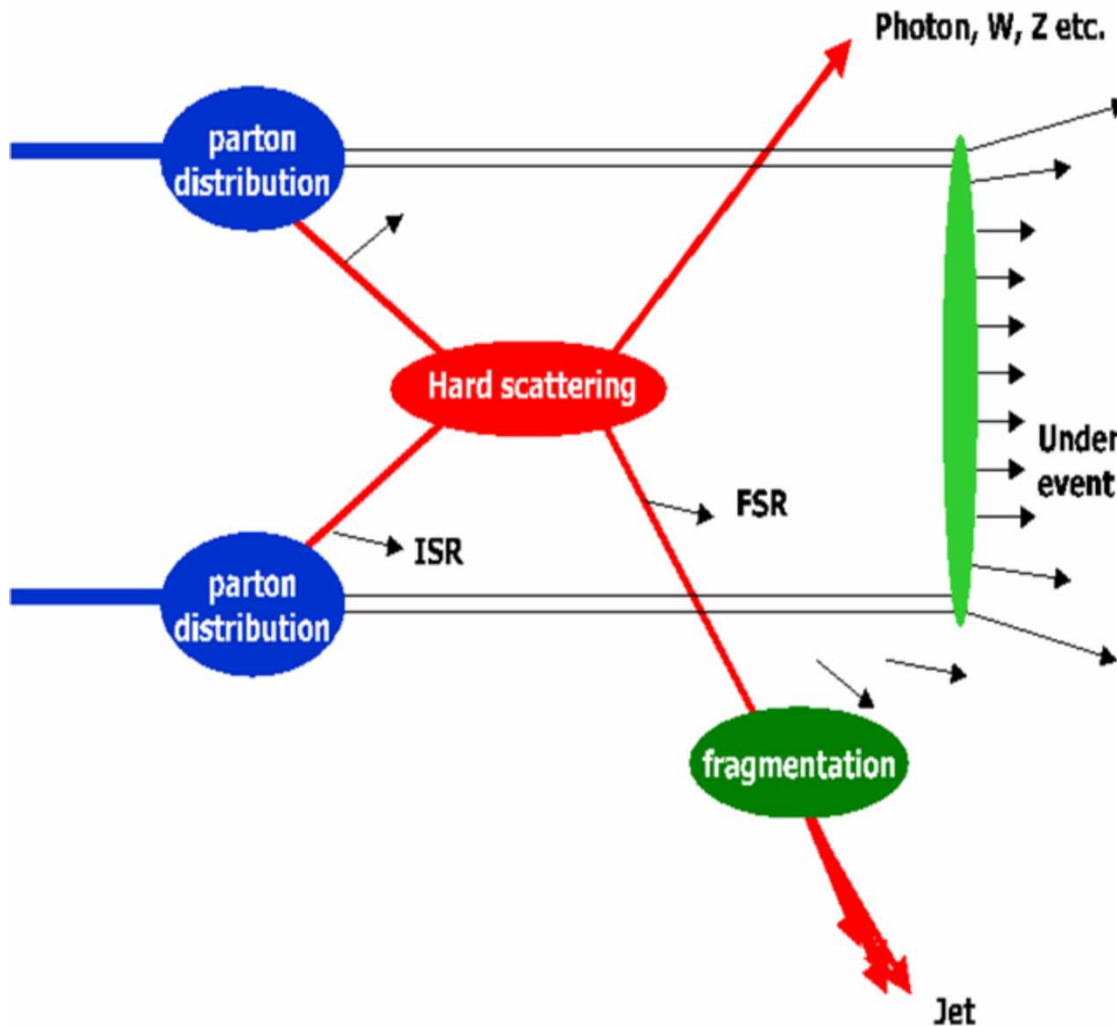 Photon, W, Z etc.
parton
distribution
Hard scattering
Under
event
FSR
ISR
parton
distribution
fragmentation
Jet